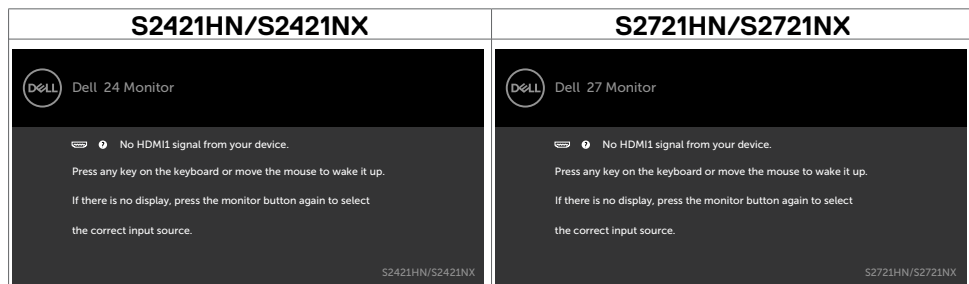 S2421HN/S2421NX
S2721HN/S2721NX
DELL Dell 24 Monitor
? No HDMI1 signal from your device.
Press any key on the keyboard or move the mouse to wake it up.
If there is no display, press the monitor button again to select
the correct input source.
S2421HN/S2421NX
DELL Dell 27 Monitor
? No HDMI1 signal from your device.
Press any key on the keyboard or move the mouse to wake it up.
If there is no display, press the monitor button again to select
the correct input source.
S2721HN/S2721NX